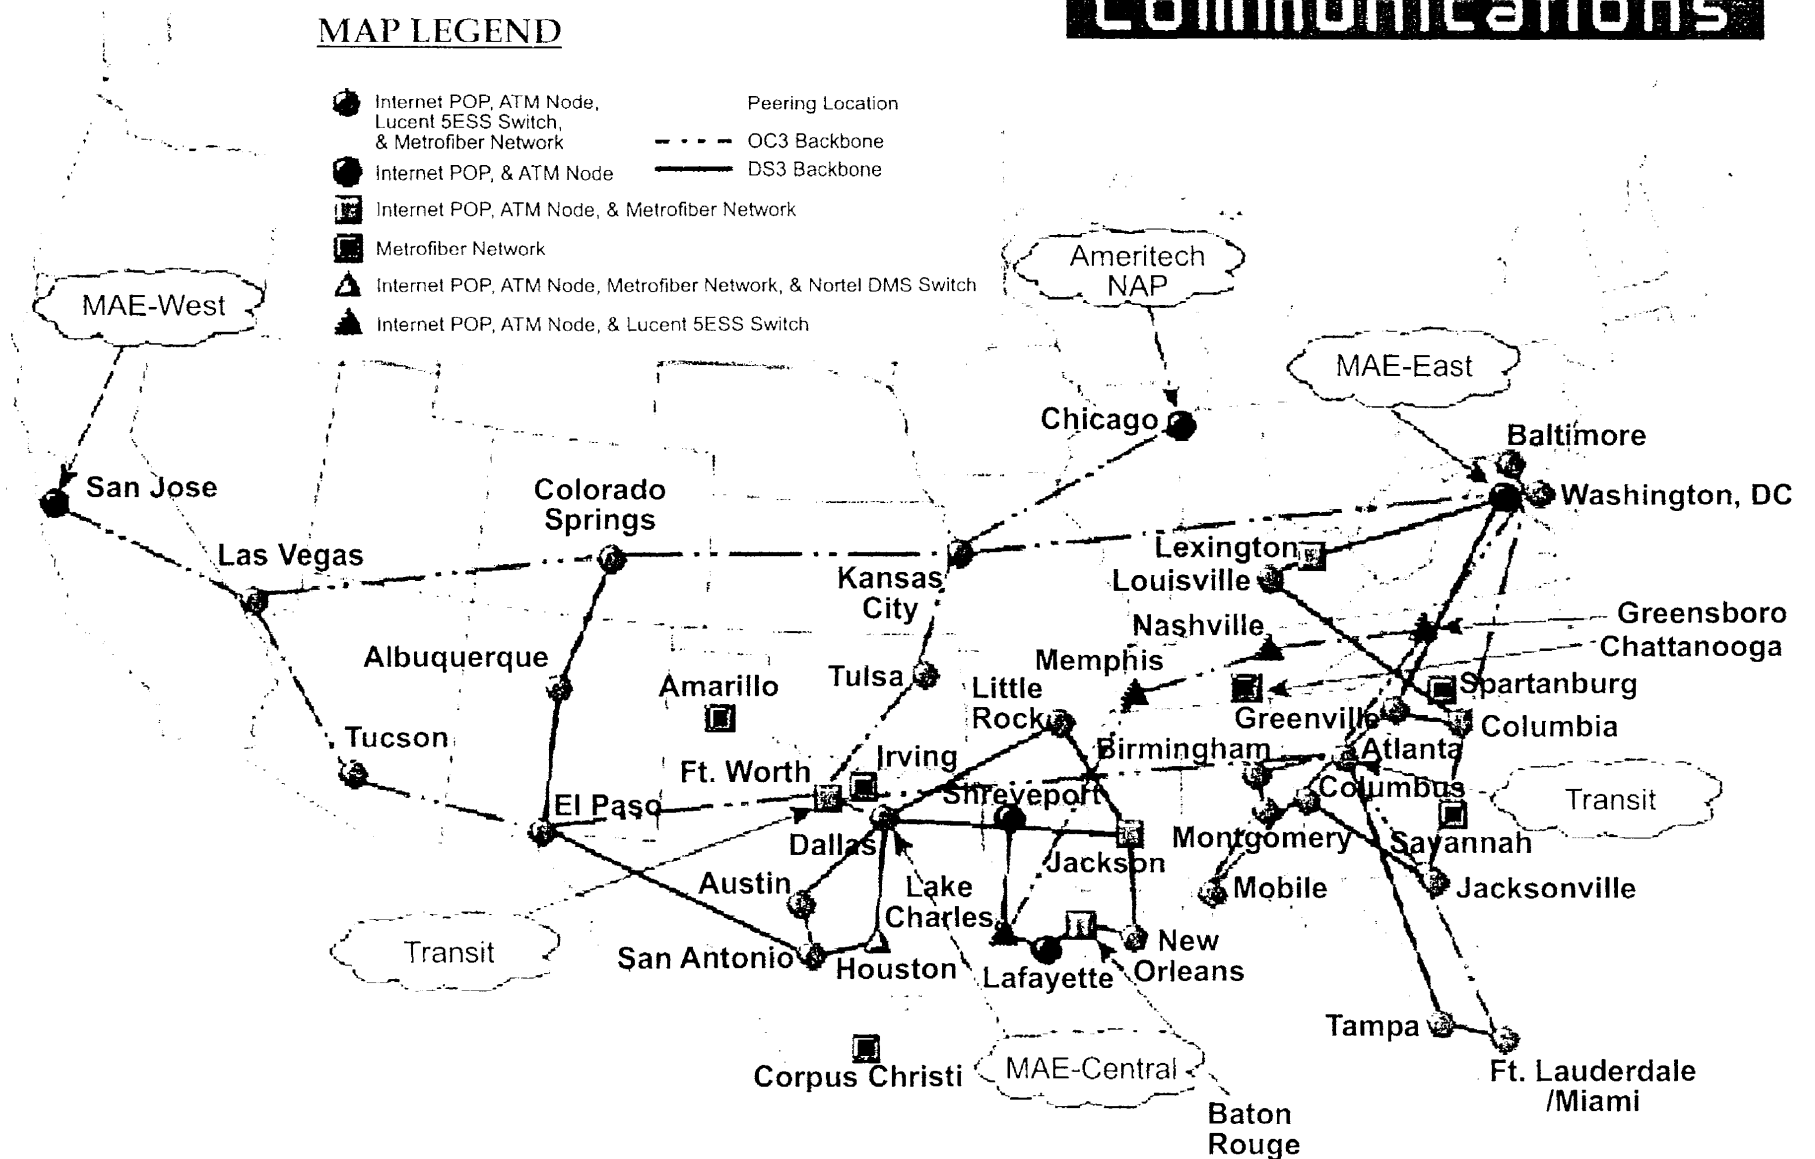 Communications
MAP LEGEND
Internet POP, ATM Node,
Lucent 5ESS Switch,
& Metrofiber Network
Internet POP, & ATM Node
Internet POP, ATM Node, & Metrofiber Network
Metrofiber Network
Internet POP, ATM Node, Metrofiber Network, & Nortel DMS Switch
Internet POP, ATM Node, & Lucent 5ESS Switch
Peering Location
OC3 Backbone
DS3 Backbone
MAE-West
Ameritech
NAP
MAE-East
Chicago
Baltimore
San Jose
Colorado
Springs
Washington, DC
Las Vegas
Kansas
City
Lexington
Louisville
Greensboro
Nashville
Chattanooga
Albuquerque
Memphis
Amarillo
Tulsa
Little
Rock
Spartanburg
Greenville
Columbia
Tucson
Irving
Birmingham
Atlanta
Ft. Worth
El Paso
Shreveport
Columbus
Transit
Dallas
Jackson
Montgomery
Savannah
Austin
Lake
Charles
Mobile
Jacksonville
Transit
San Antonio
Houston
Lafayette
New
Orleans
Tampa
Corpus Christi
MAE-Central
Ft. Lauderdale
/Miami
Baton
Rouge